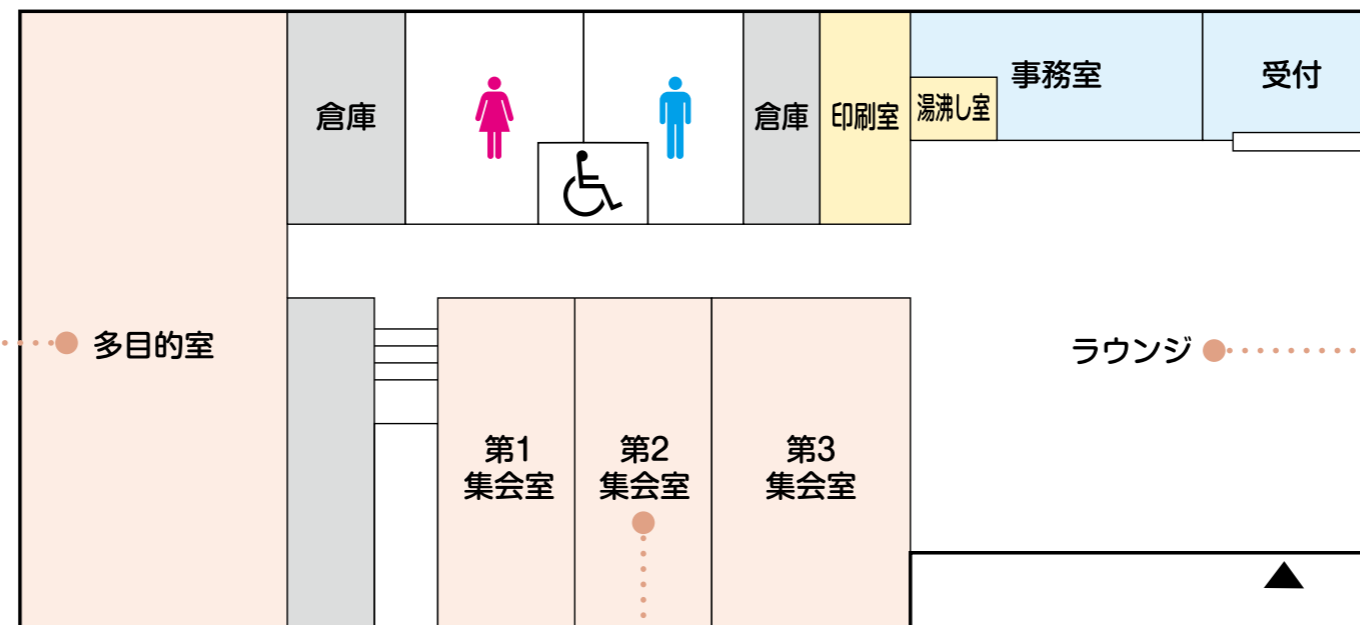 倉庫
倉庫
印刷室
湯沸し室
事務室
受付
多目的室
ラウンジ
第1
集会室
第2
集会室
第3
集会室